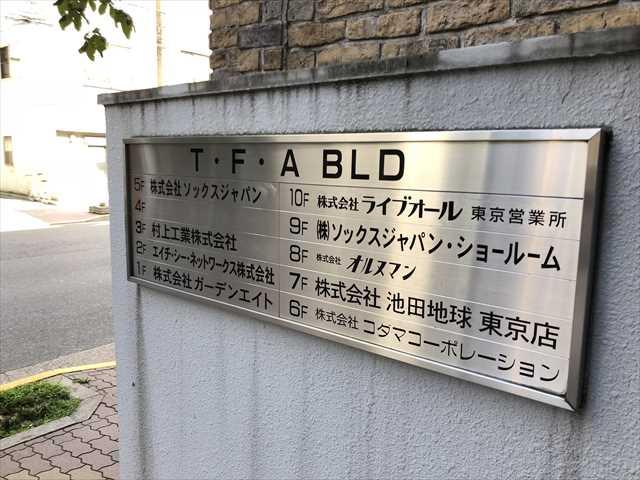 T・F・A BLD
5F 株式会社 ソックスジャパン
4F
3F 村上工業株式会社
2F エイチ・シー・ネットワークス株式会社
1F 株式会社 ガーデンエイト
10F 株式会社 ライブオール 東京営業所
9F ㈱ソックスジャパン・ショールーム
8F 株式会社 オルヌマン
7F 株式会社 池田地球 東京店
6F 株式会社 コダマコーポレーション